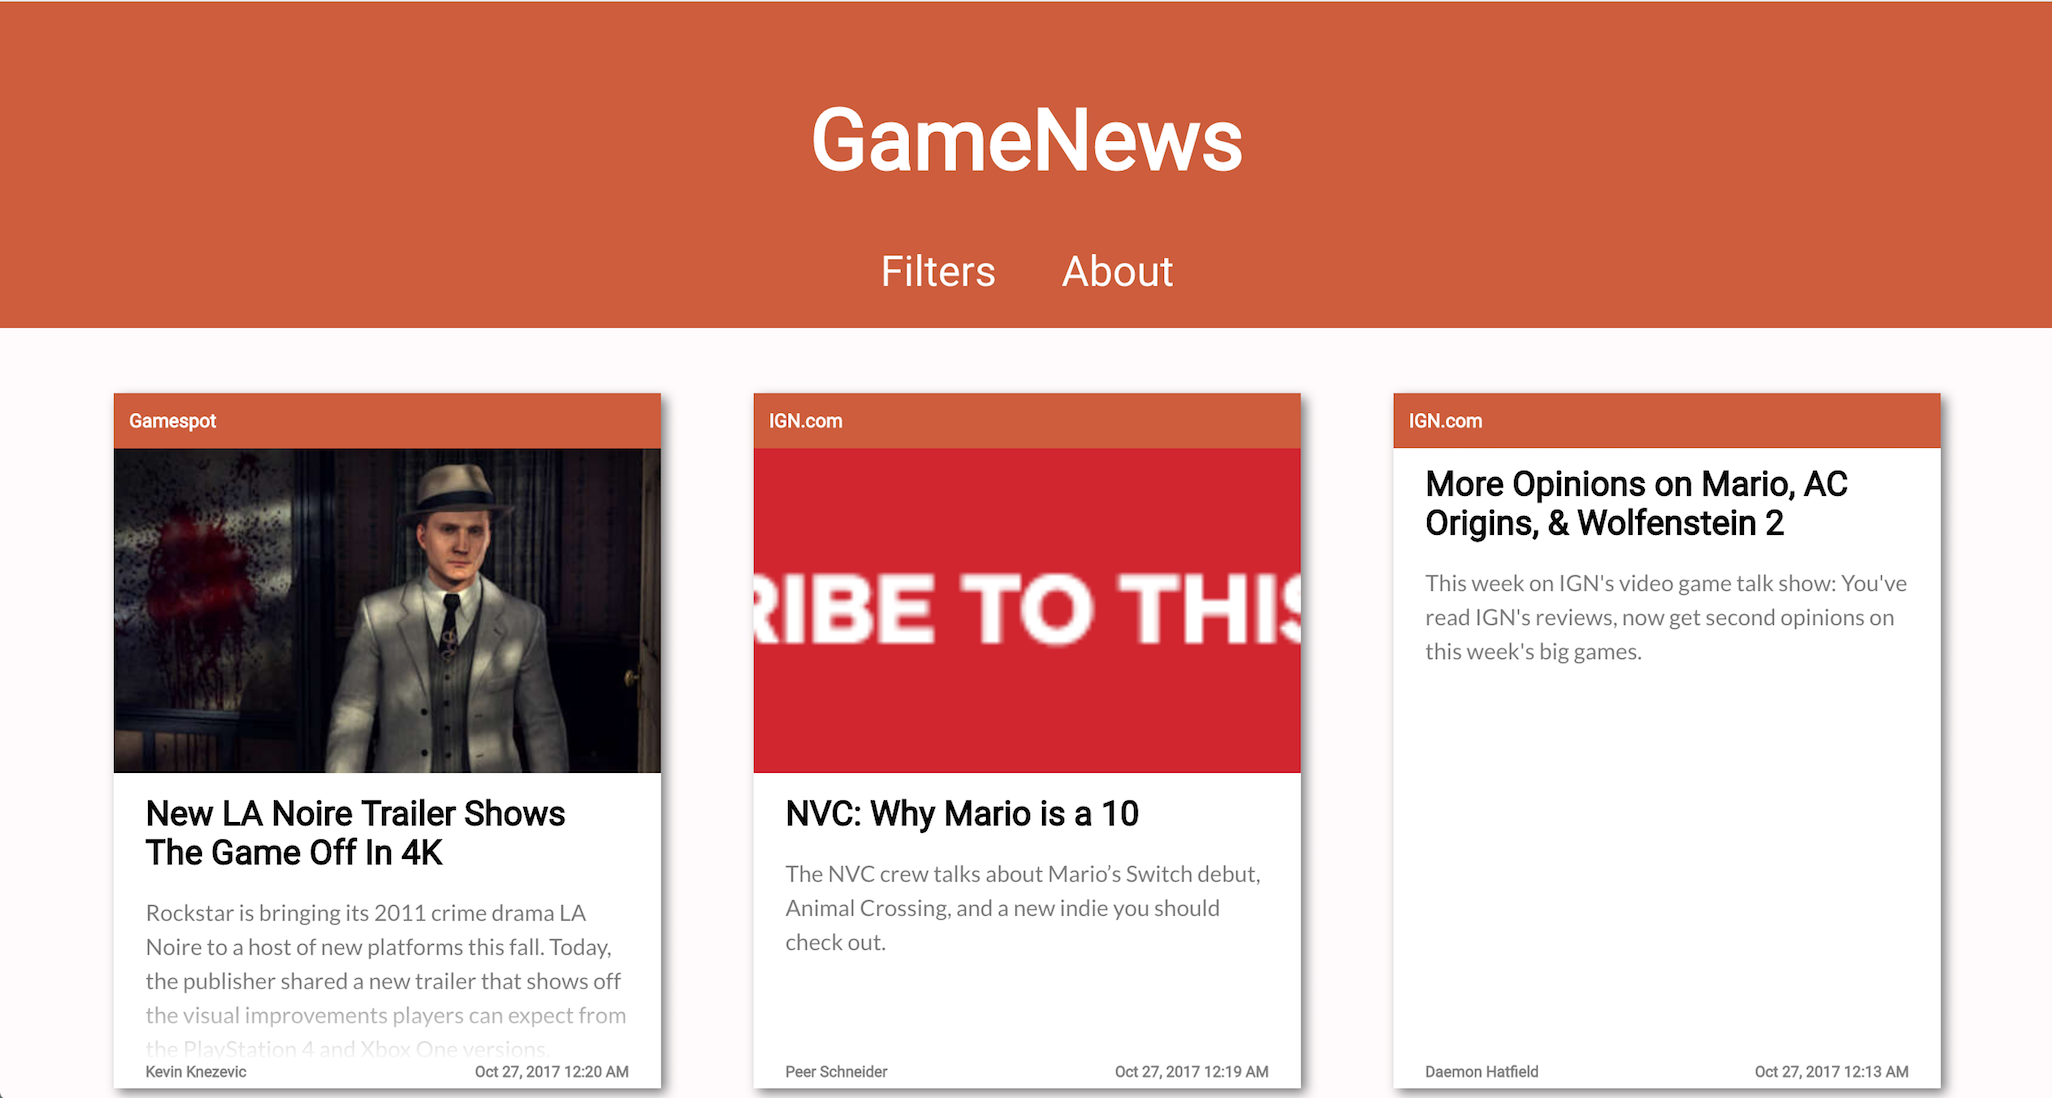 GameNews
Filters About
Gamespot
New LA Noire Trailer Shows
The Game Off In 4K
Rockstar is bringing its 2011 crime drama LA
Noire to a host of new platforms this fall. Today,
the publisher shared a new trailer that shows off
the visual improvements players can expect from
the PlayStation 4 and Xbox One versions.
Kevin Knezevic Oct 27, 2017 12:20 AM
IGN.com
RIBE TO THIS
NVC: Why Mario is a 10
The NVC crew talks about Mario’s Switch debut,
Animal Crossing, and a new indie you should
check out.
Peer Schneider Oct 27, 2017 12:19 AM
IGN.com
More Opinions on Mario, AC
Origins, & Wolfenstein 2
This week on IGN's video game talk show: You've
read IGN's reviews, now get second opinions on
this week's big games.
Daemon Hatfield Oct 27, 2017 12:13 AM